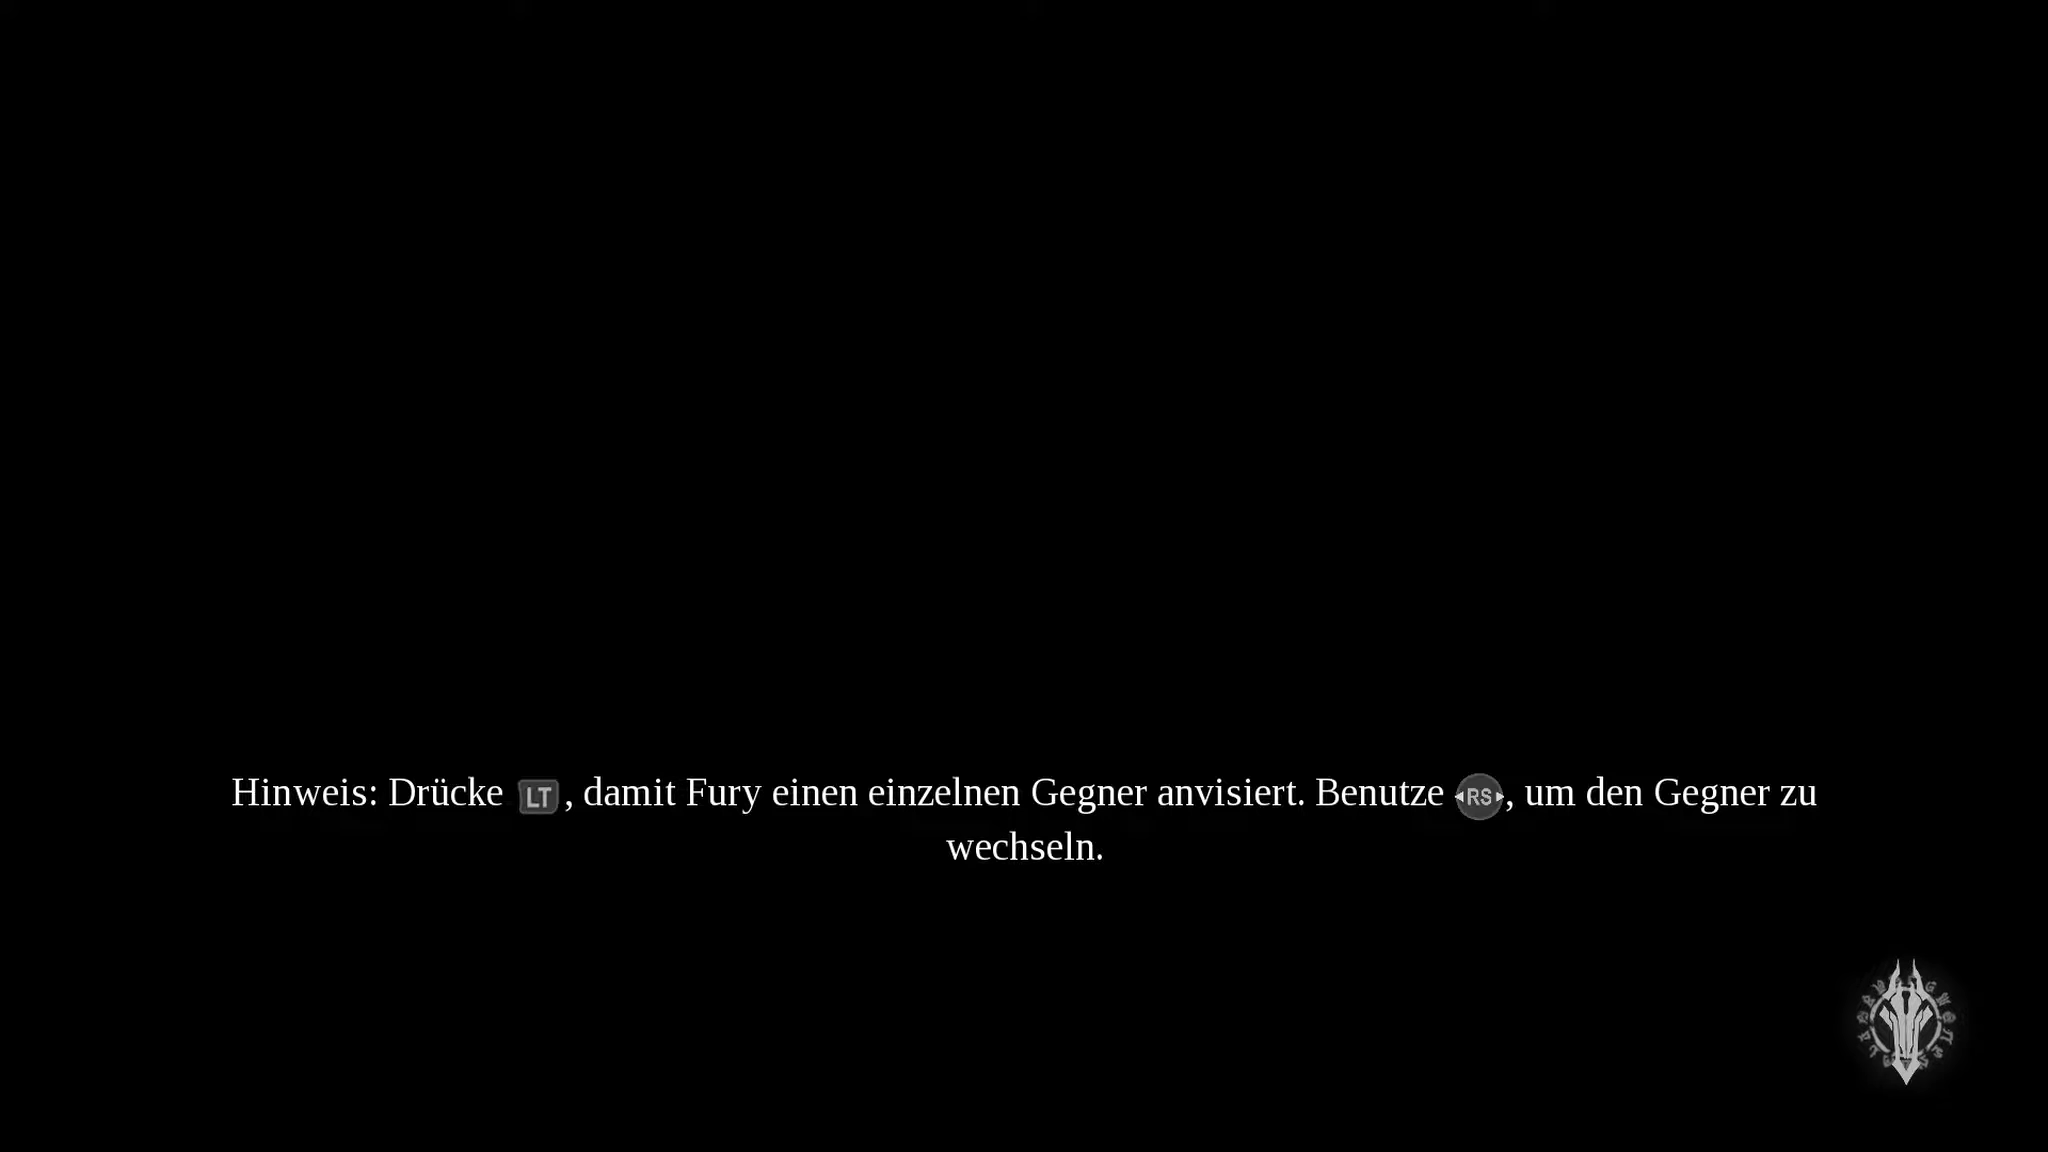 Hinweis: Drücke LT, damit Fury einen einzelnen Gegner anvisiert. Benutze RS, um den Gegner zu
wechseln.